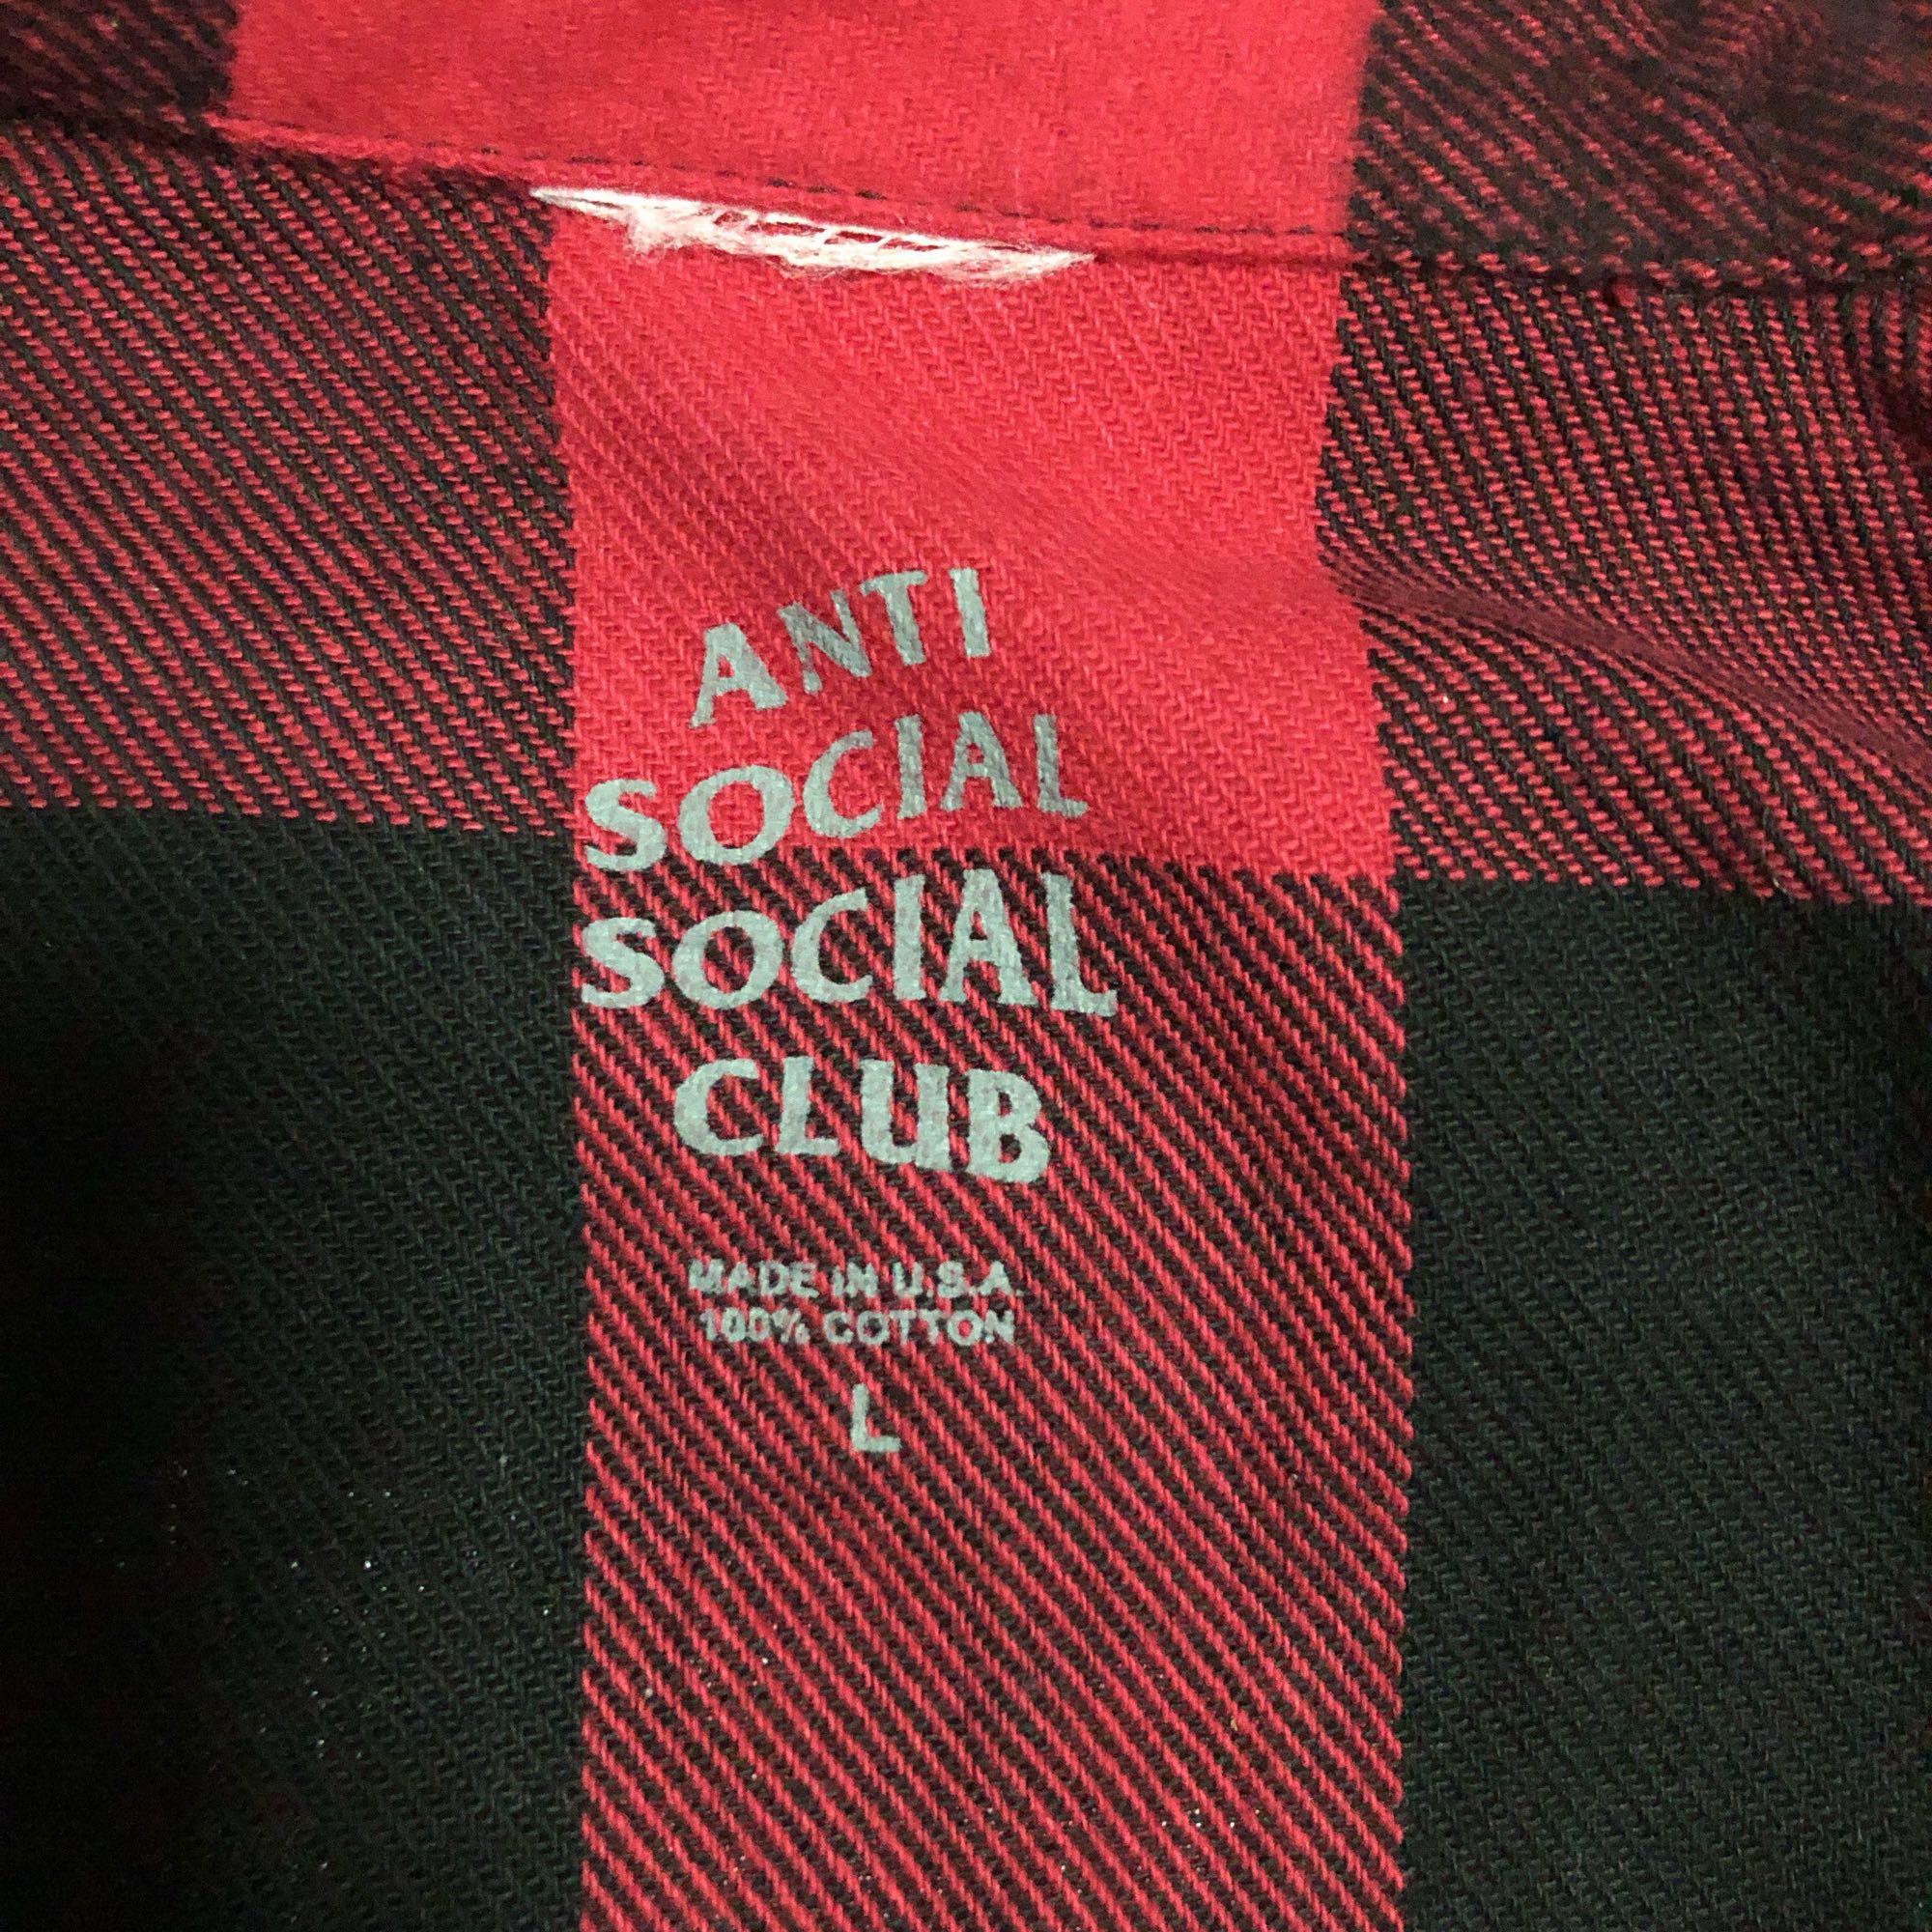 ANTI
SOCIAL
SOCIAL
CLUB
MADE IN U.S.A.
100% COTTON
L